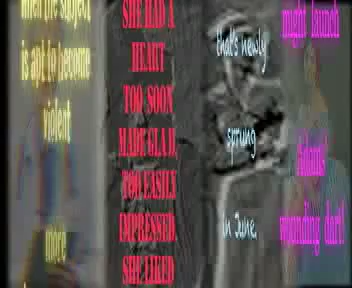 when the subject
is apt to become
violent
more
SHE HAD A
HEART
TOO SOON
MADE GLAD,
TOO EASILY
IMPRESSED.
SHE LIKED
that's newly
sprung
in June,
might launch
Adams'
wounding dart!